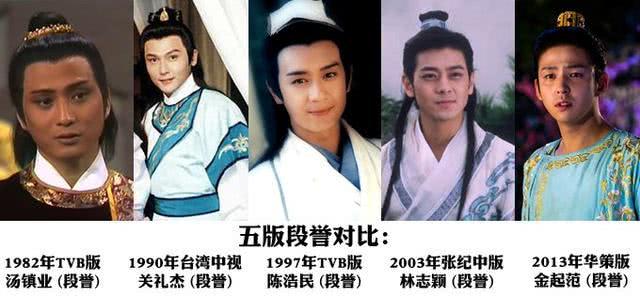 五版段誉对比：
1982年TVB版 1990年台湾中视 1997年TVB版 2003年张纪中版 2013年华策版
汤镇业 (段誉) 关礼杰 (段誉) 陈浩民 (段誉) 林志颖 (段誉) 金起范 (段誉)